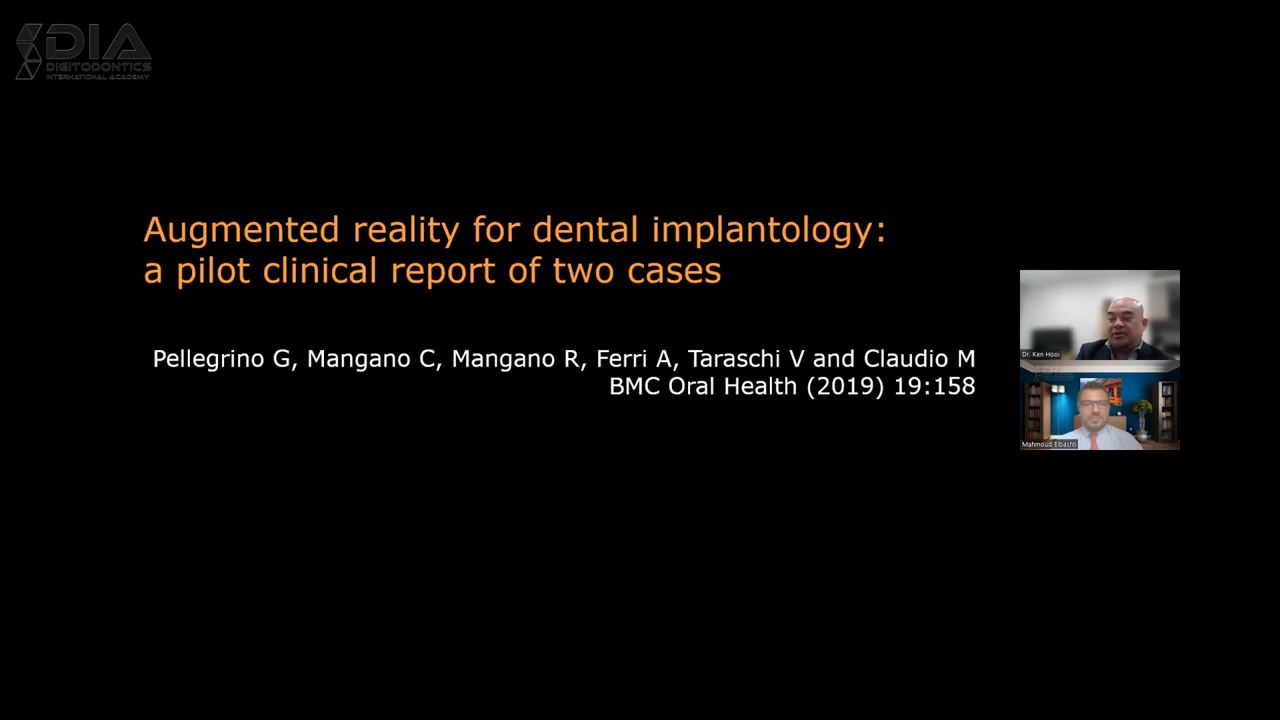 DIA
DIGITODONTICS
INTERNATIONAL ACADEMY
Augmented reality for dental implantology:
a pilot clinical report of two cases
Pellegrino G, Mangano C, Mangano R, Ferri A, Taraschi V and Claudio M
BMC Oral Health (2019) 19:158
Dr. Ken Hooi
Mahmoud Elbashti